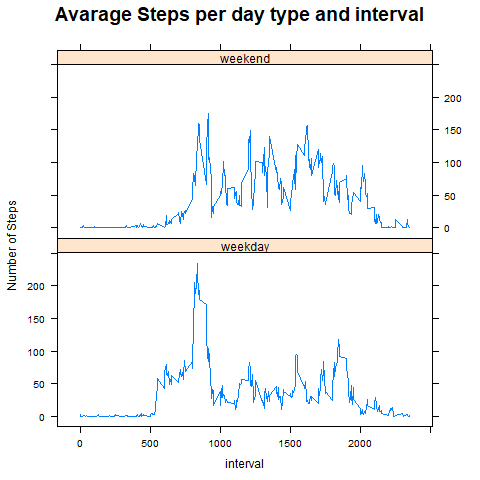 Avarage Steps per day type and interval
weekend
200
150
100
50
0
Number of Steps
weekday
200
150
100
50
0
0 500 1000 1500 2000
interval